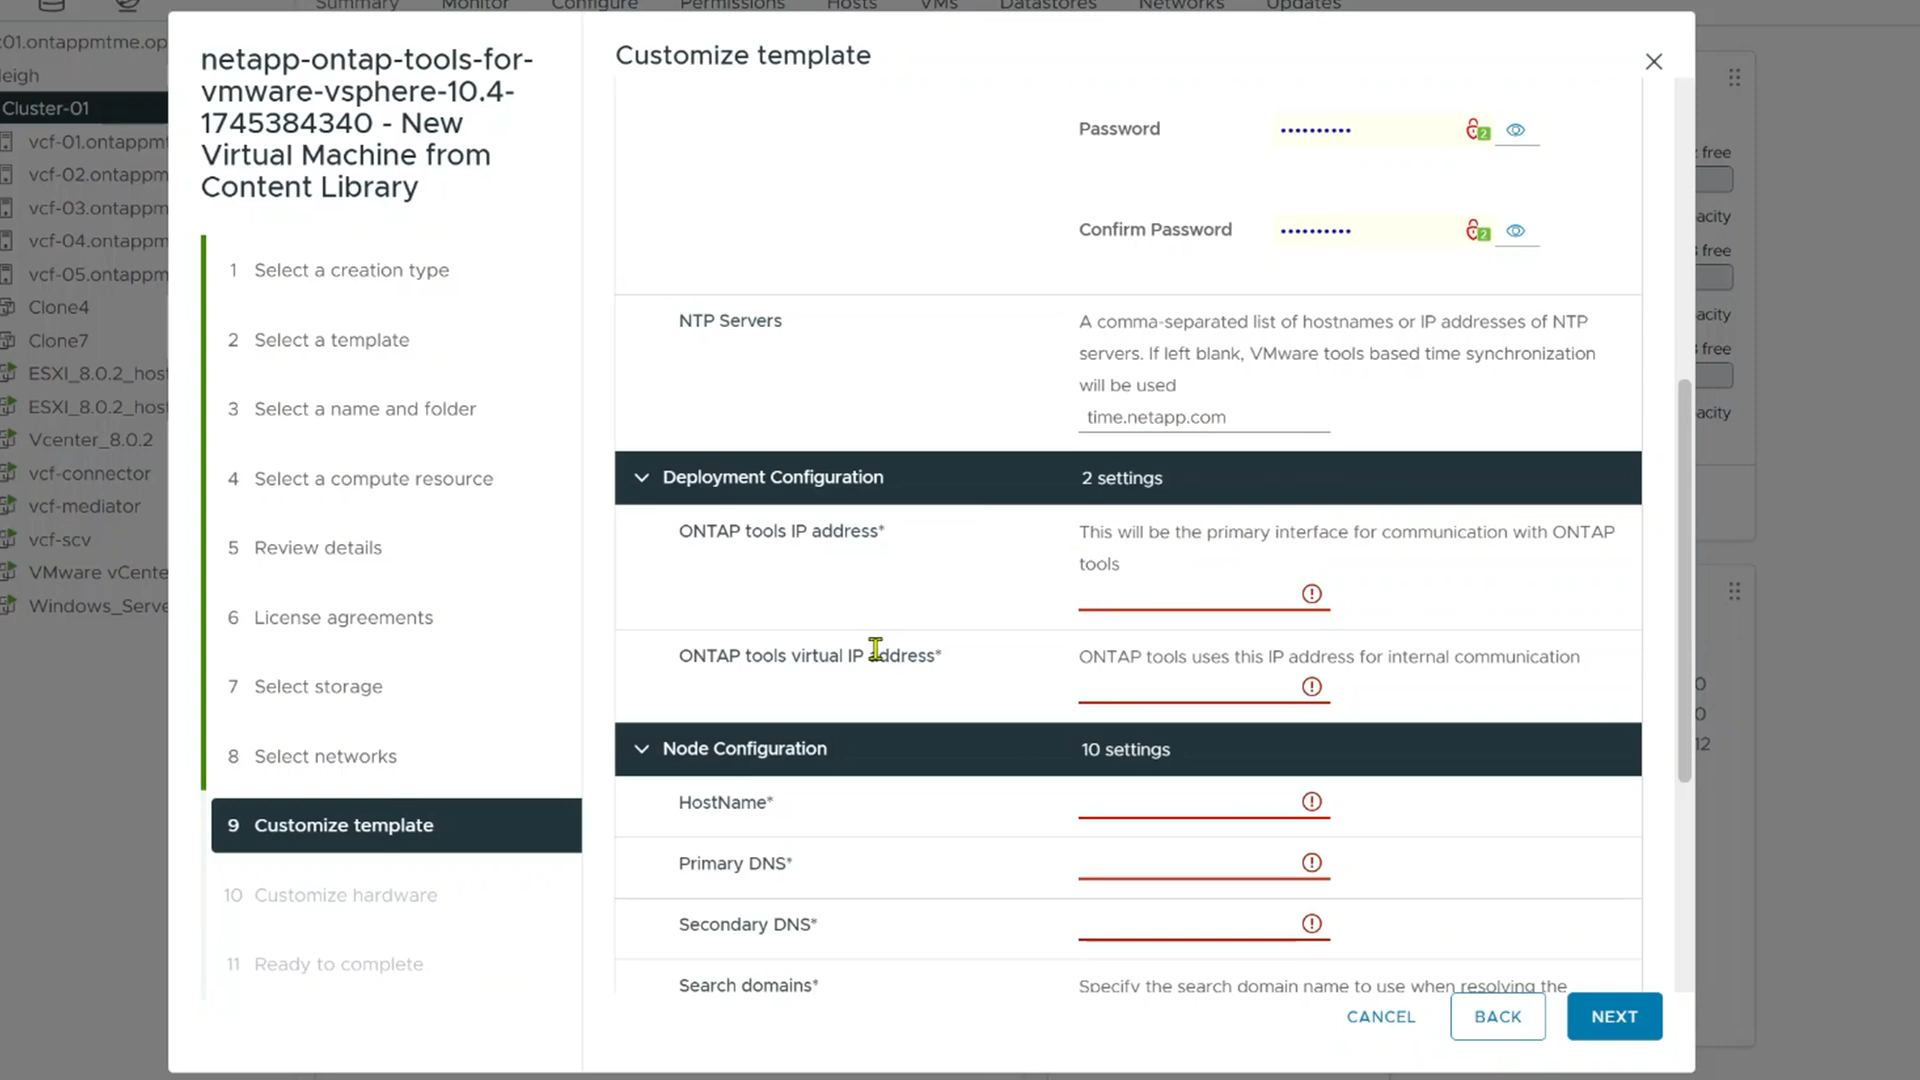 Summary Monitor Configure Permissions Hosts VMs Datastores Networks Updates
c01.ontappmtme.op
leigh
Cluster-01
vcf-01.ontappmt
vcf-02.ontappm
vcf-03.ontappm
vcf-04.ontappm
vcf-05.ontappm
Clone4
Clone7
ESXI_8.0.2_host
ESXI_8.0.2_host
Vcenter_8.0.2
vcf-connector
vcf-mediator
vcf-scv
VMware vCente
Windows_Serve
netapp-ontap-tools-for-
vmware-vsphere-10.4-
1745384340 - New
Virtual Machine from
Content Library
1 Select a creation type
2 Select a template
3 Select a name and folder
4 Select a compute resource
5 Review details
6 License agreements
7 Select storage
8 Select networks
9 Customize template
10 Customize hardware
11 Ready to complete
Customize template
Password •••••••••• 2
Confirm Password •••••••••• 2
NTP Servers
A comma-separated list of hostnames or IP addresses of NTP
servers. If left blank, VMware tools based time synchronization
will be used
time.netapp.com
Deployment Configuration 2 settings
ONTAP tools IP address*
This will be the primary interface for communication with ONTAP
tools
ONTAP tools virtual IP address* ONTAP tools uses this IP address for internal communication
Node Configuration 10 settings
HostName*
Primary DNS*
Secondary DNS*
Search domains* Specify the search domain name to use when resolving the
CANCEL BACK NEXT
free
acity
free
acity
free
acity
0
0
12